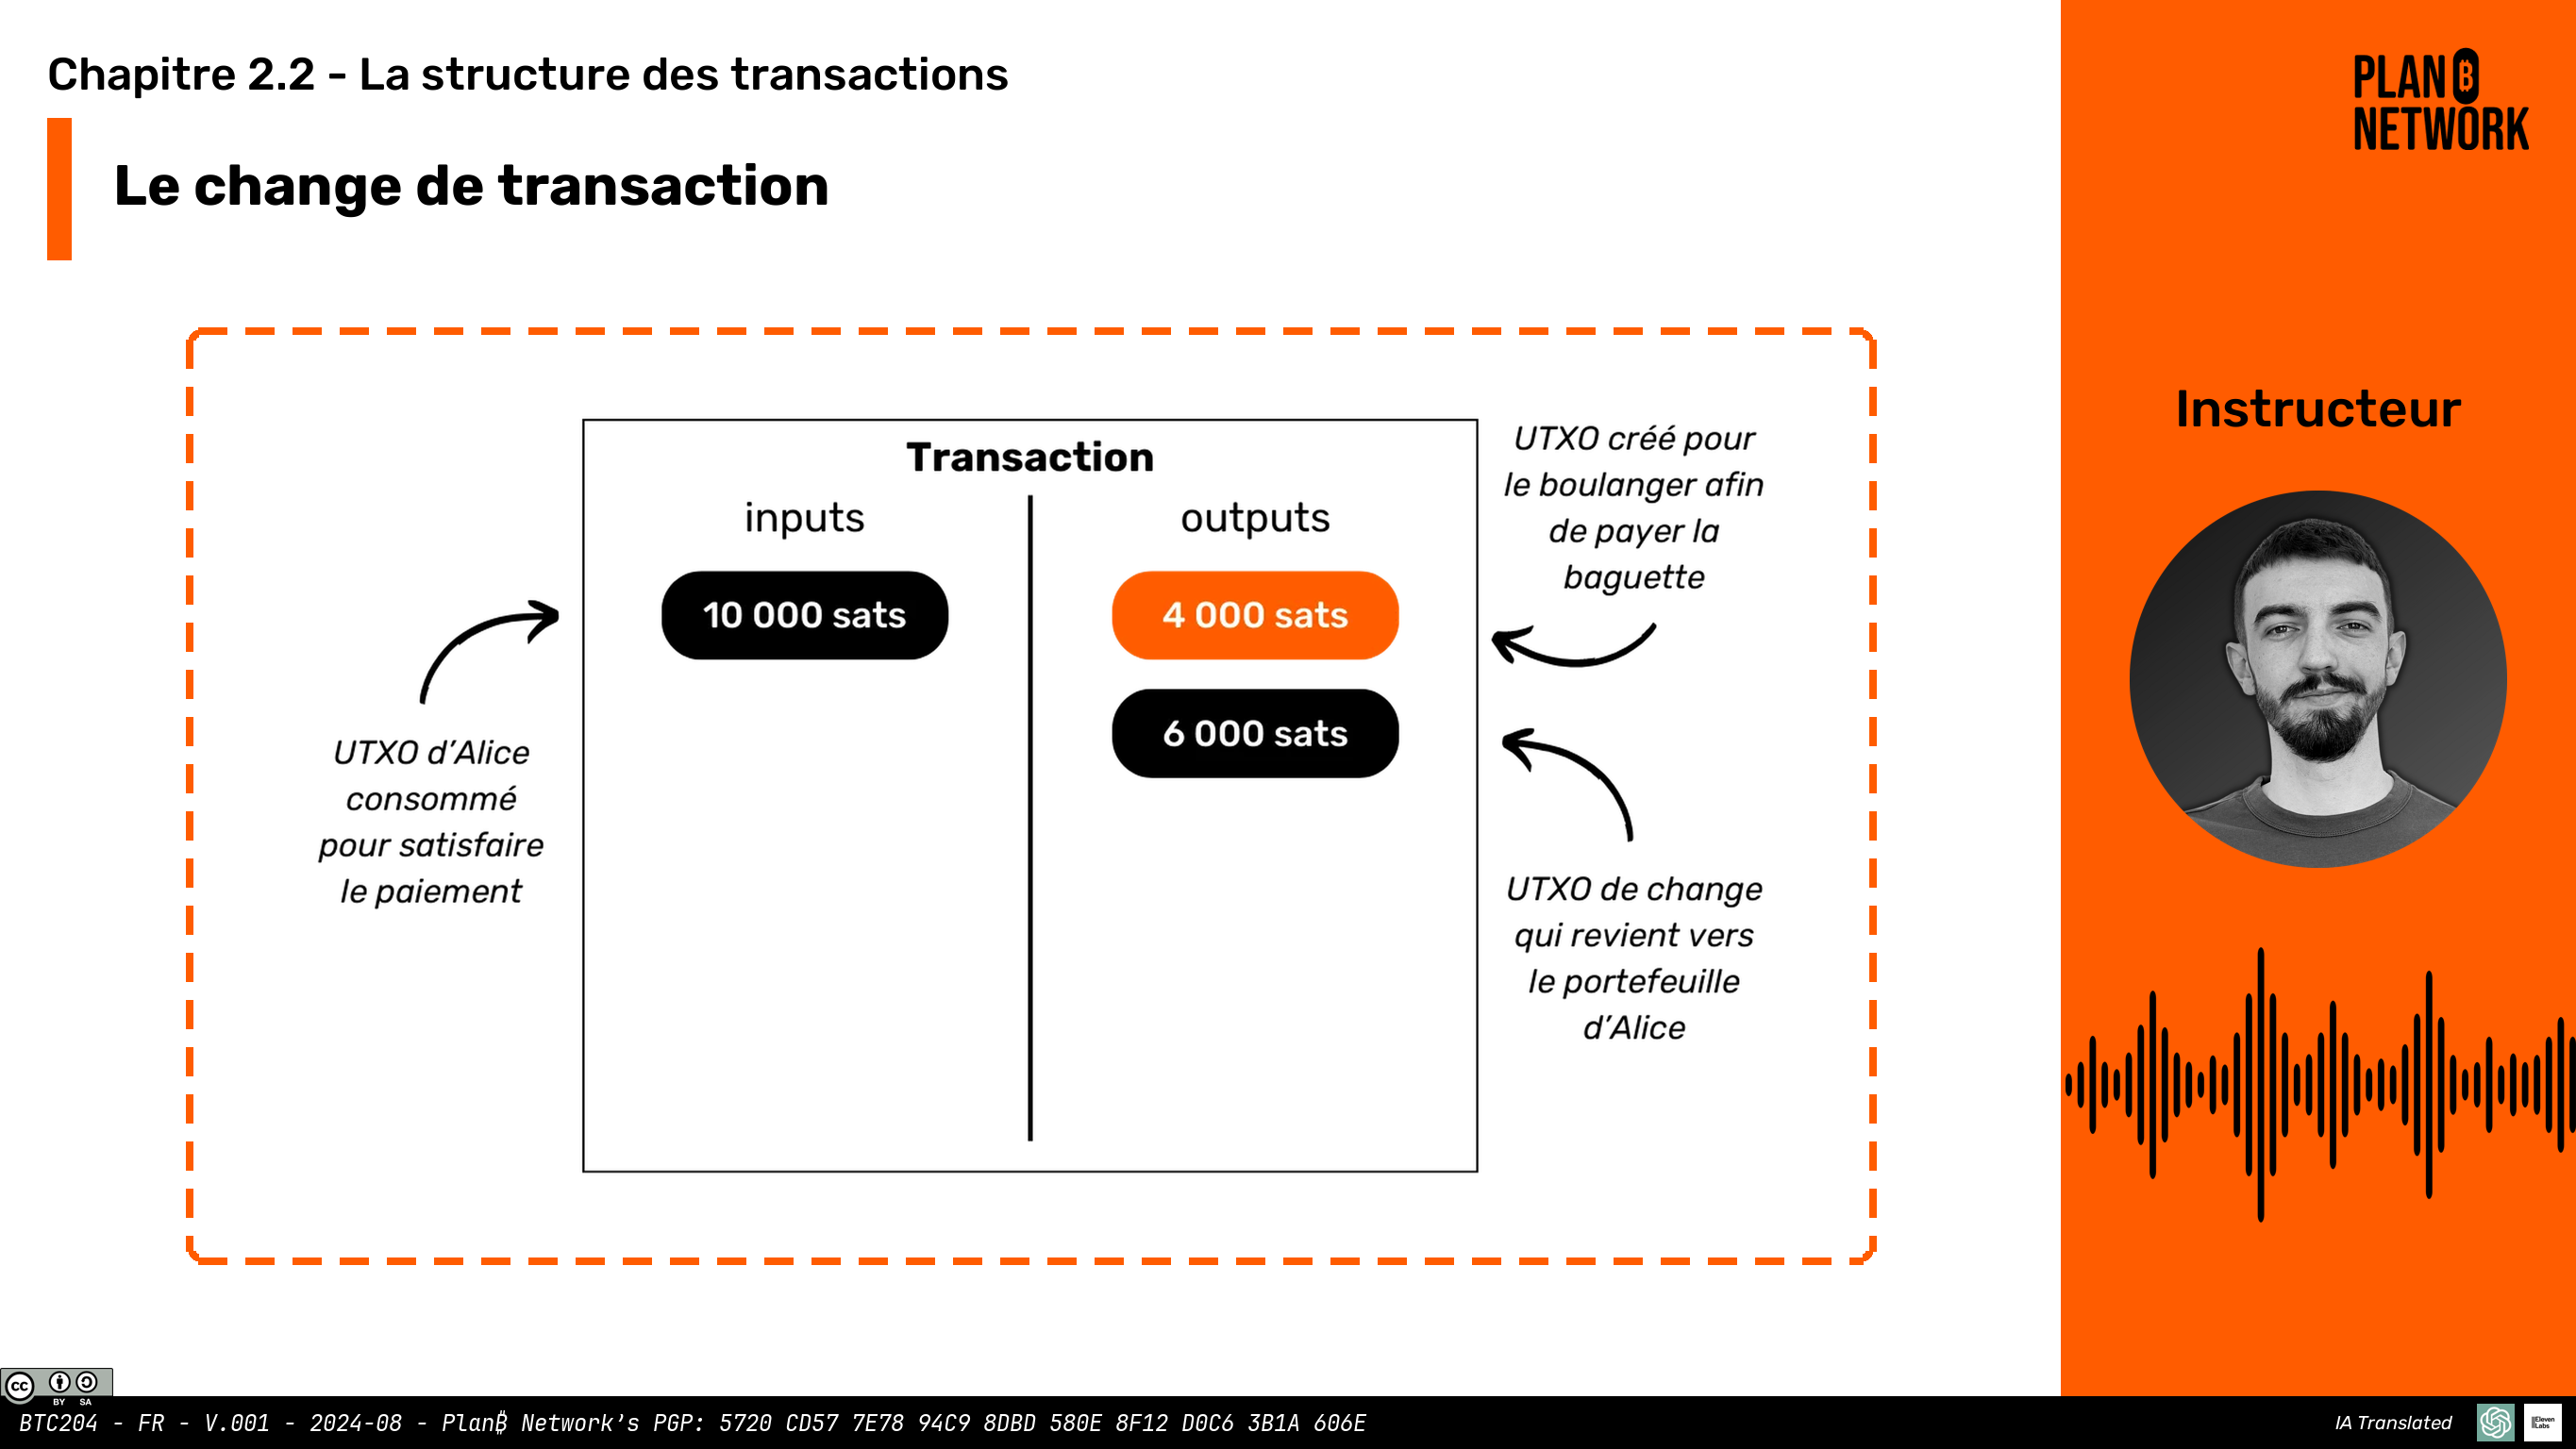 Chapitre 2.2 - La structure des transactions
Le change de transaction
PLAN ₿
NETWORK
Instructeur
Transaction
inputs
outputs
10 000 sats
4 000 sats
6 000 sats
UTXO d’Alice
consommé
pour satisfaire
le paiement
UTXO créé pour
le boulanger afin
de payer la
baguette
UTXO de change
qui revient vers
le portefeuille
d’Alice
cc
BY SA
BTC204 - FR - V.001 - 2024-08 - Plan₿ Network’s PGP: 5720 CD57 7E78 94C9 8DBD 580E 8F12 D0C6 3B1A 606E
IA Translated
IIEleven
Labs